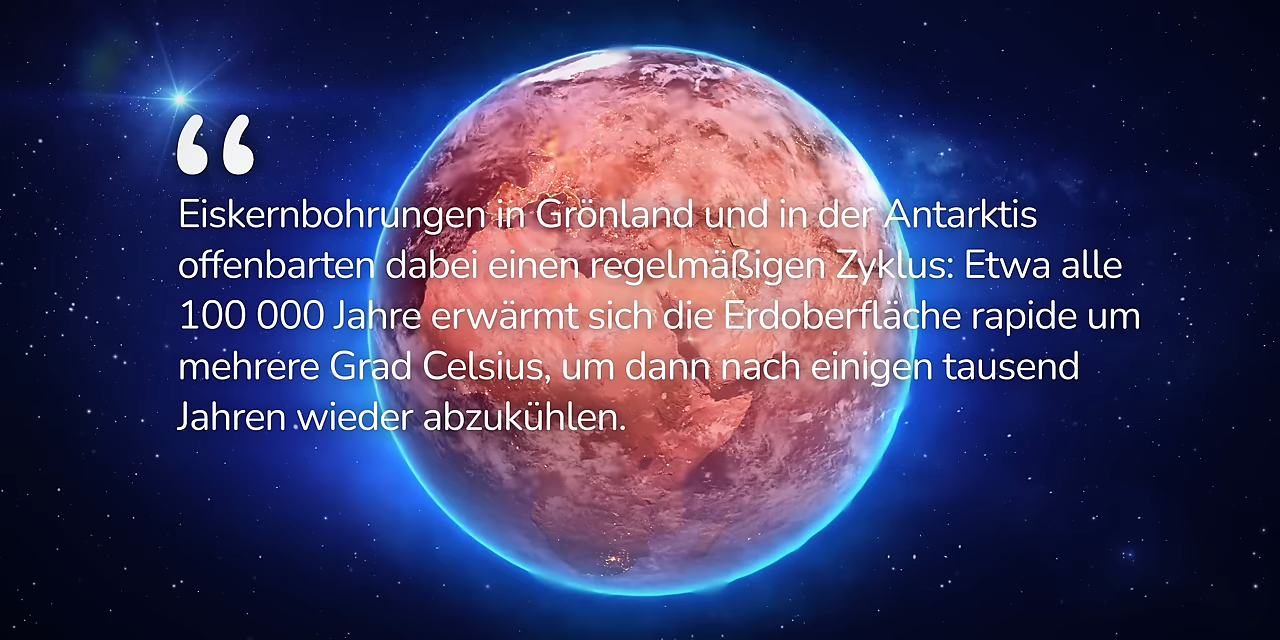 “
Eiskernbohrungen in Grönland und in der Antarktis
offenbarten dabei einen regelmäßigen Zyklus: Etwa alle
100 000 Jahre erwärmt sich die Erdoberfläche rapide um
mehrere Grad Celsius, um dann nach einigen tausend
Jahren wieder abzukühlen.